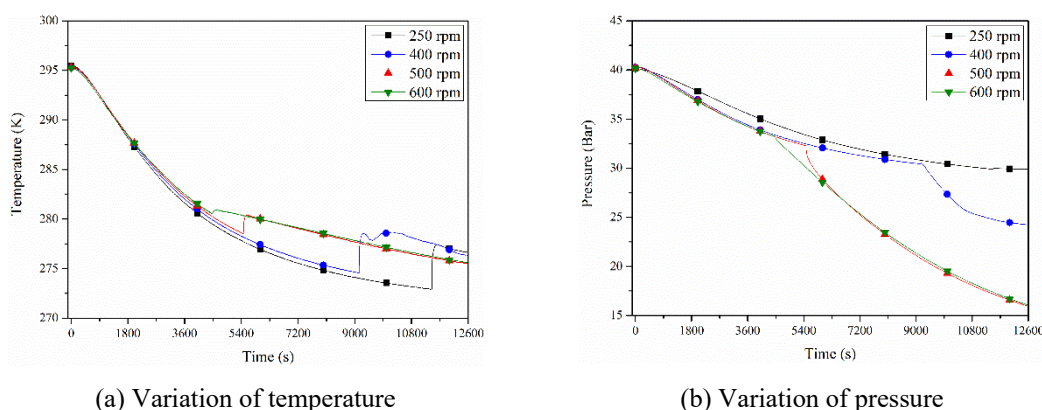 300
295
290
285
280
275
270
Temperature (K)
250 rpm
400 rpm
500 rpm
600 rpm
0 1800 3600 5400 7200 9000 10800 12600
Time (s)
(a) Variation of temperature
45
40
35
30
25
20
15
Pressure (Bar)
250 rpm
400 rpm
500 rpm
600 rpm
0 1800 3600 5400 7200 9000 10800 12600
Time (s)
(b) Variation of pressure